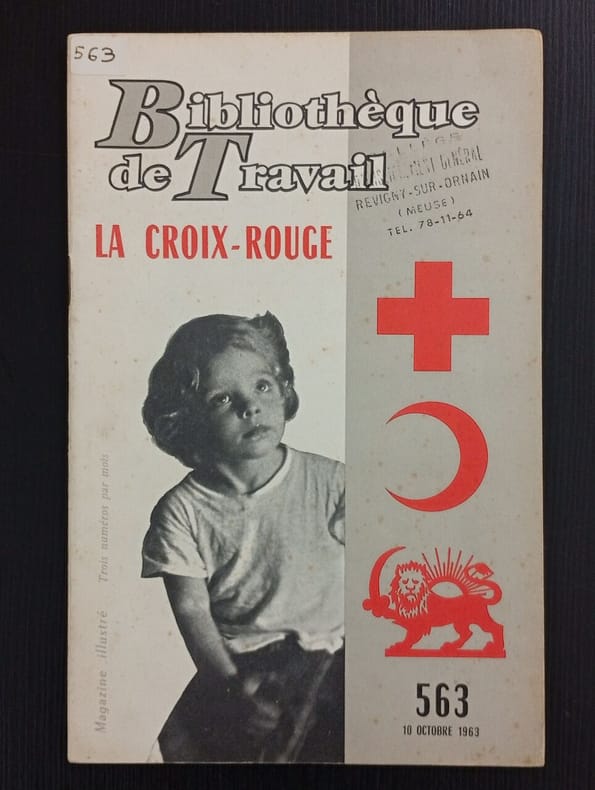 563
Bibliothèque
de Travail
REVIGNY-SUR-ORNAIN
(MEUSE)
TEL. 78-11-64
LA CROIX-ROUGE
Magazine illustré Trois numéros par mois
563
10 OCTOBRE 1963